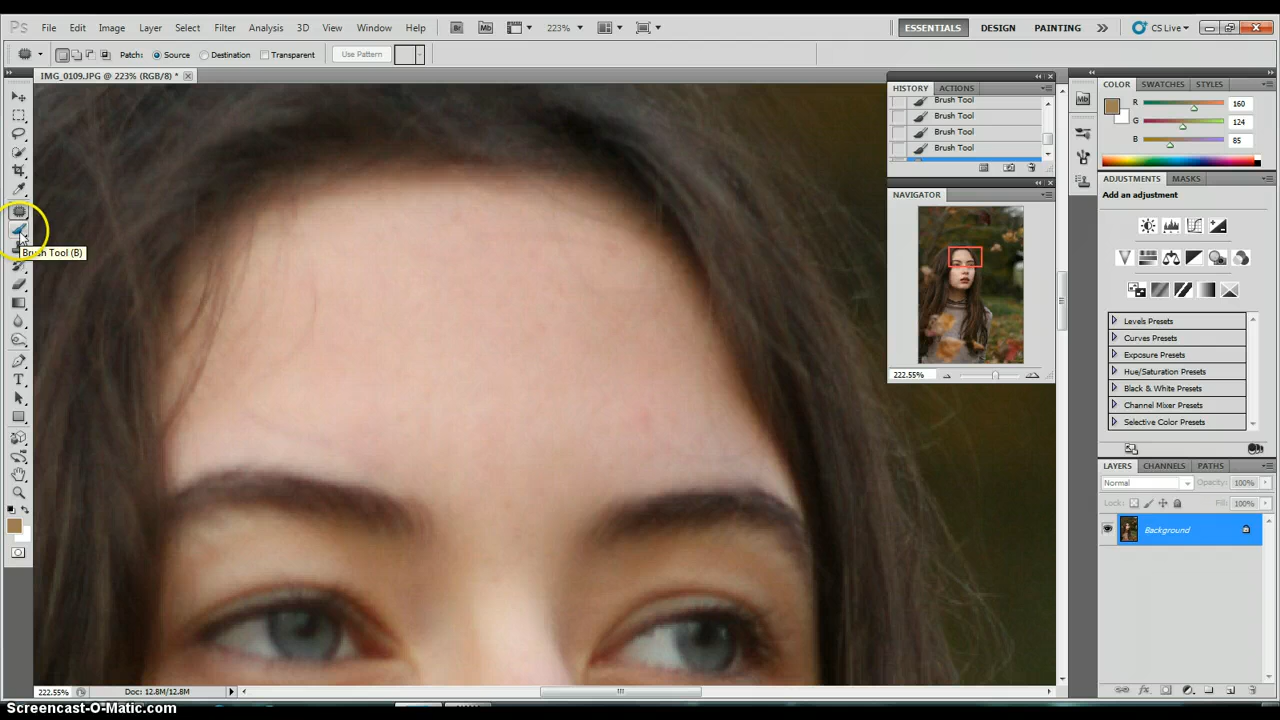 Ps File Edit Image Layer Select Filter Analysis 3D View Window Help Br Mb 223% ESSENTIALS DESIGN PAINTING CS Live
Patch: Source Destination Transparent Use Pattern
IMG_0109.JPG @ 223% (RGB/8) *
HISTORY ACTIONS
Brush Tool
Brush Tool
Brush Tool
Brush Tool
NAVIGATOR
222.55%
Mb
COLOR SWATCHES STYLES
R 160
G 124
B 85
ADJUSTMENTS MASKS
Add an adjustment
Levels Presets
Curves Presets
Exposure Presets
Hue/Saturation Presets
Black & White Presets
Channel Mixer Presets
Selective Color Presets
LAYERS CHANNELS PATHS
Normal Opacity: 100%
Lock: Fill: 100%
Background
Brush Tool (B)
T
222.55% Doc: 12.8M/12.8M
Screencast-O-Matic.com